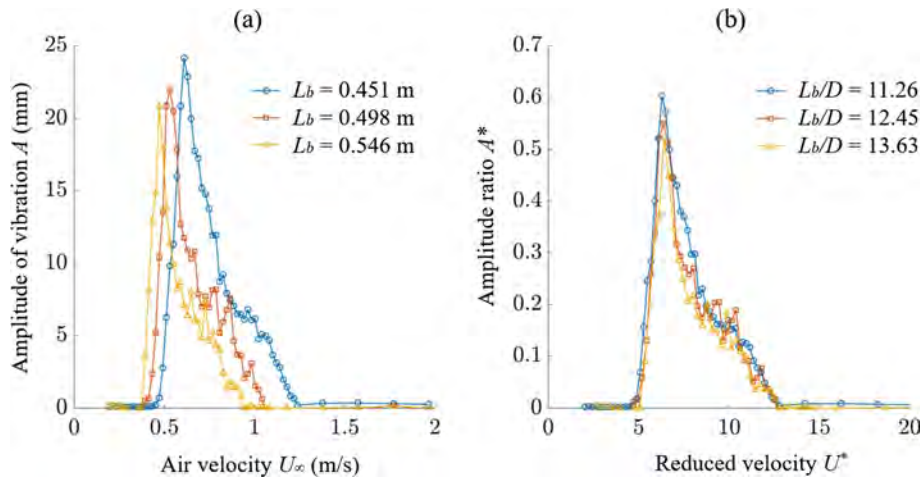 (a)
25
20
15
10
5
0
Amplitude of vibration A (mm)
Lb = 0.451 m
Lb = 0.498 m
Lb = 0.546 m
0 0.5 1 1.5 2
Air velocity U∞ (m/s)
(b)
0.7
0.6
0.5
0.4
0.3
0.2
0.1
0
Amplitude ratio A*
Lb/D = 11.26
Lb/D = 12.45
Lb/D = 13.63
0 5 10 15 20
Reduced velocity U*